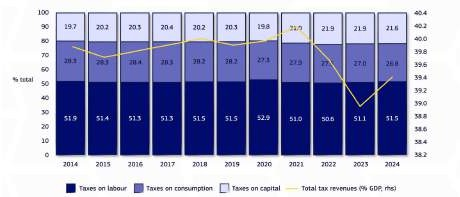 100 40.4
90 40.2
80 40.0
70 39.8
60 39.6
50 39.4
40 39.2
30 39.0
20 38.8
10 38.6
0 38.4
38.2
% total
19.7 20.2 20.3 20.4 20.2 20.3 19.8 21.0 21.9 21.9 21.6
28.3 28.4 28.3 28.2 28.2 27.3 27.9 27.0 26.8
51.9 51.4 51.3 51.3 51.5 51.5 52.9 51.0 50.6 51.1 51.5
2014 2015 2016 2017 2018 2019 2020 2021 2022 2023 2024
Taxes on labour Taxes on consumption Taxes on capital Total tax revenues (% GDP, rhs)